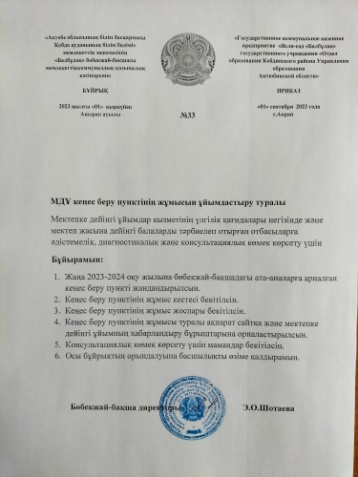 «Ақтөбе облысының білім басқармасы
Қобда ауданының білім бөлімі»
мемлекеттік мекемесінің
«Балбұлақ» бөбекжай-бақшасы
мемлекеттік коммуналдық қазыналық
кәсіпорны
БҰЙРЫҚ
2023 жылғы «01» қыркүйек
ауылы
№33
«Государственное коммунальное казенное
предприятия «Ясли-сад «Балбұлақ»
государственное» учреждения «Отдел
образования Кобдинского района Управления
образования
Актюбинской области»
ПРИКАЗ
«01» сентября 2023 года
МДҰ кеңес беру пунктінің жұмысын ұйымдастыру туралы
Мектепке дейінгі ұйымдар қызметінің үлгілік қағидалары негізінде және
мектеп жасына дейінгі балаларды тәрбиелеп отырған отбасыларға
әдістемелік, диагностикалық және консультациялық көмек көрсету үшін
Бұйырамын:
1. Жаңа 2023-2024 оқу жылына бөбекжай-бақшадағы ата-аналарға арналған
кеңес беру пункті жандандырылсын.
2. Кеңес беру пунктінің жұмыс кестесі бекітілсін.
3. Кеңес беру пунктінің жұмыс жоспары бекітілсін.
4. Кеңес беру пунктінің жұмысы туралы ақпарат сайтқа және мектепке
дейінгі ұйымның хабарландыру бұрыштарына орналастырылсын.
5. Консультациялық көмек көрсету үшін мамандар бекітілсін.
6. Осы бұйрықтың орындалуына басшылықты өзіме қалдырамын.
Бөбекжай-бақша директоры Э.О.Шотаева